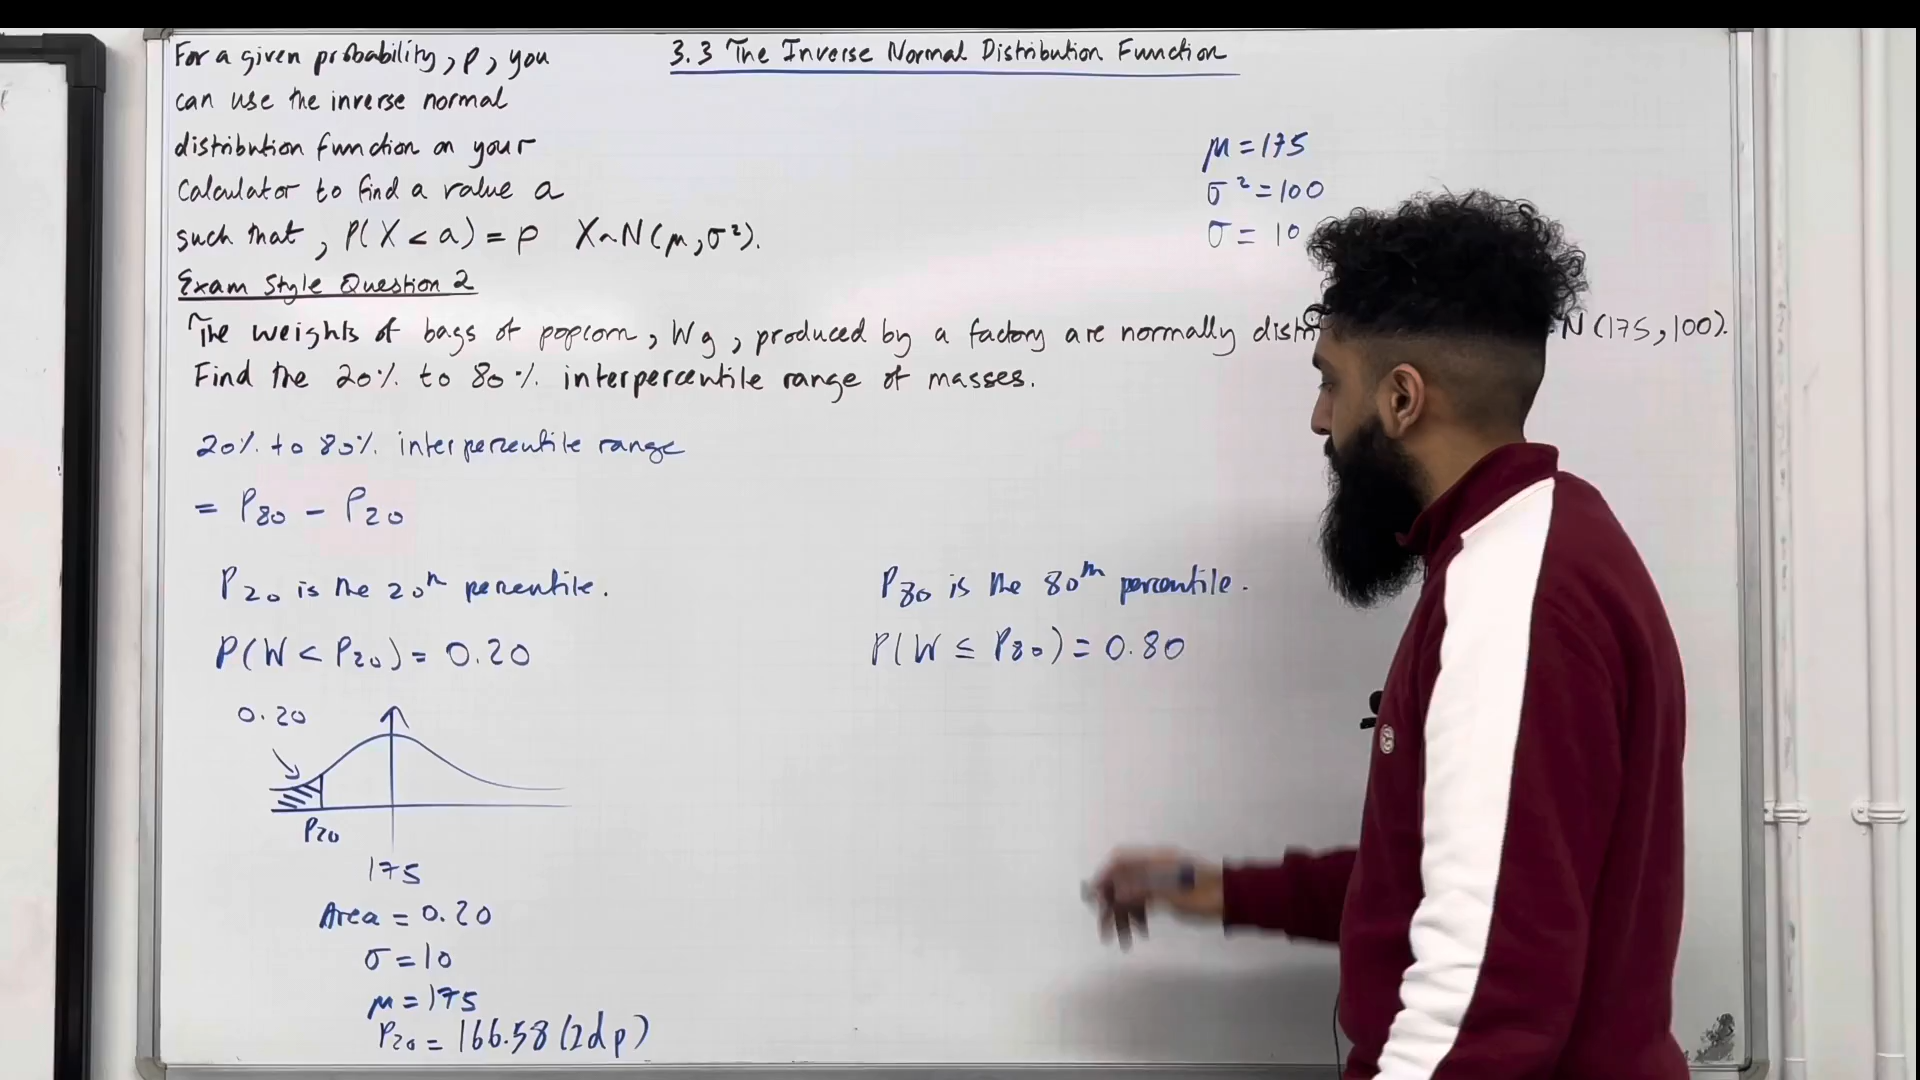 For a given probability, p, you
can use the inverse normal
distribution function on your
calculator to find a value a
such that, P(X < a) = p X~N(μ, σ²).
3.3 The Inverse Normal Distribution Function
μ = 175
σ² = 100
σ = 10
Exam Style Question 2
The weights of bags of popcorn, W g, produced by a factory are normally distri N(175, 100).
Find the 20% to 80% interpercentile range of masses.
20% to 80% interpercentile range
= P80 - P20
P20 is the 20th percentile.
P(W < P20) = 0.20
0.20
P20
175
Area = 0.20
σ = 10
μ = 175
P20 = 166.58 (2dp)
P80 is the 80th percentile.
P(W ≤ P80) = 0.80